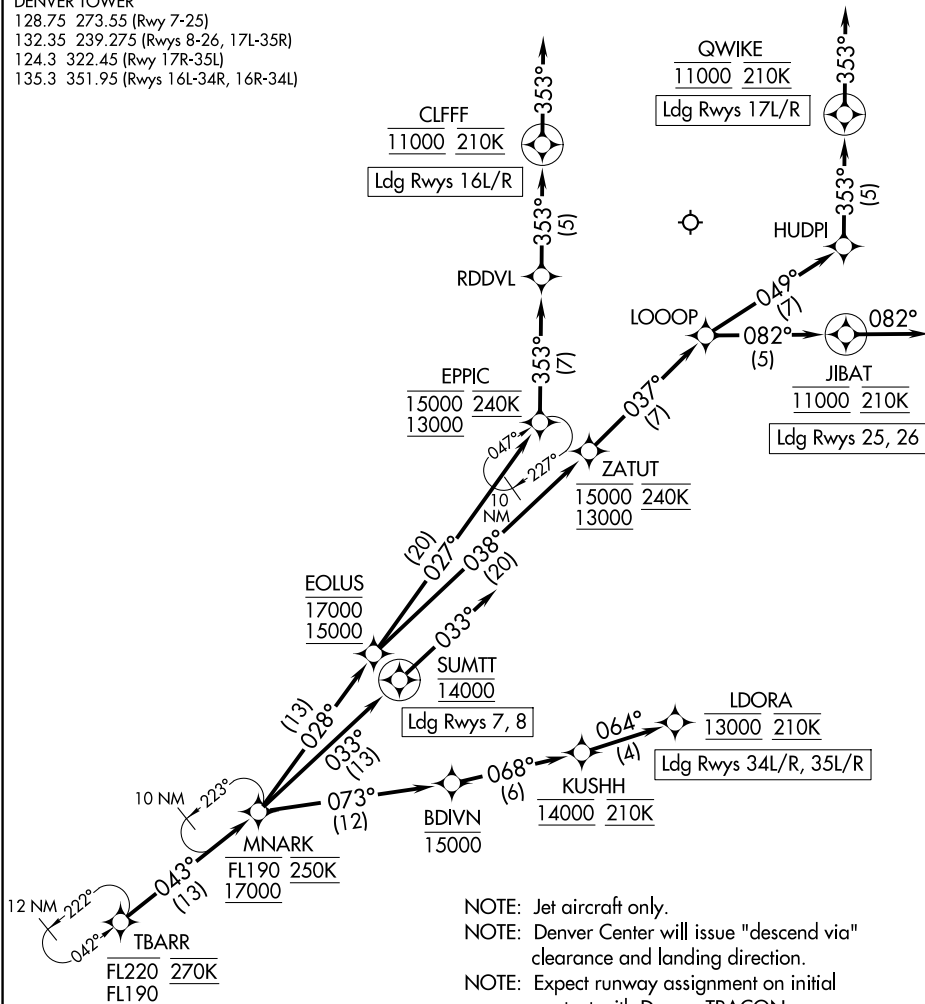 DENVER TOWER
128.75 273.55 (Rwy 7-25)
132.35 239.275 (Rwys 8-26, 17L-35R)
124.3 322.45 (Rwy 17R-35L)
135.3 351.95 (Rwys 16L-34R, 16R-34L)
353°
353°
QWIKE
11000 210K
Ldg Rwys 17L/R
CLFFF
11000 210K
Ldg Rwys 16L/R
353°
(5)
353°
(5)
HUDPI
RDDVL
049°
(7)
LOOOP
082°
(5)
082°
JIBAT
11000 210K
Ldg Rwys 25, 26
353°
(7)
EPPIC
15000 240K
13000
037°
(7)
047°
227°
10
NM
ZATUT
15000 240K
13000
(20)
027°
038°
(20)
EOLUS
17000
15000
033°
SUMTT
14000
Ldg Rwys 7, 8
(13)
028°
033°
(13)
LDORA
13000 210K
Ldg Rwys 34L/R, 35L/R
064°
(4)
068°
(6)
KUSHH
14000 210K
073°
(12)
BDIVN
15000
10 NM
223°
MNARK
FL190 250K
17000
043°
(13)
12 NM
222°
042°
TBARR
FL220 270K
FL190
NOTE: Jet aircraft only.
NOTE: Denver Center will issue "descend via"
clearance and landing direction.
NOTE: Expect runway assignment on initial
contact with Denver TRACON